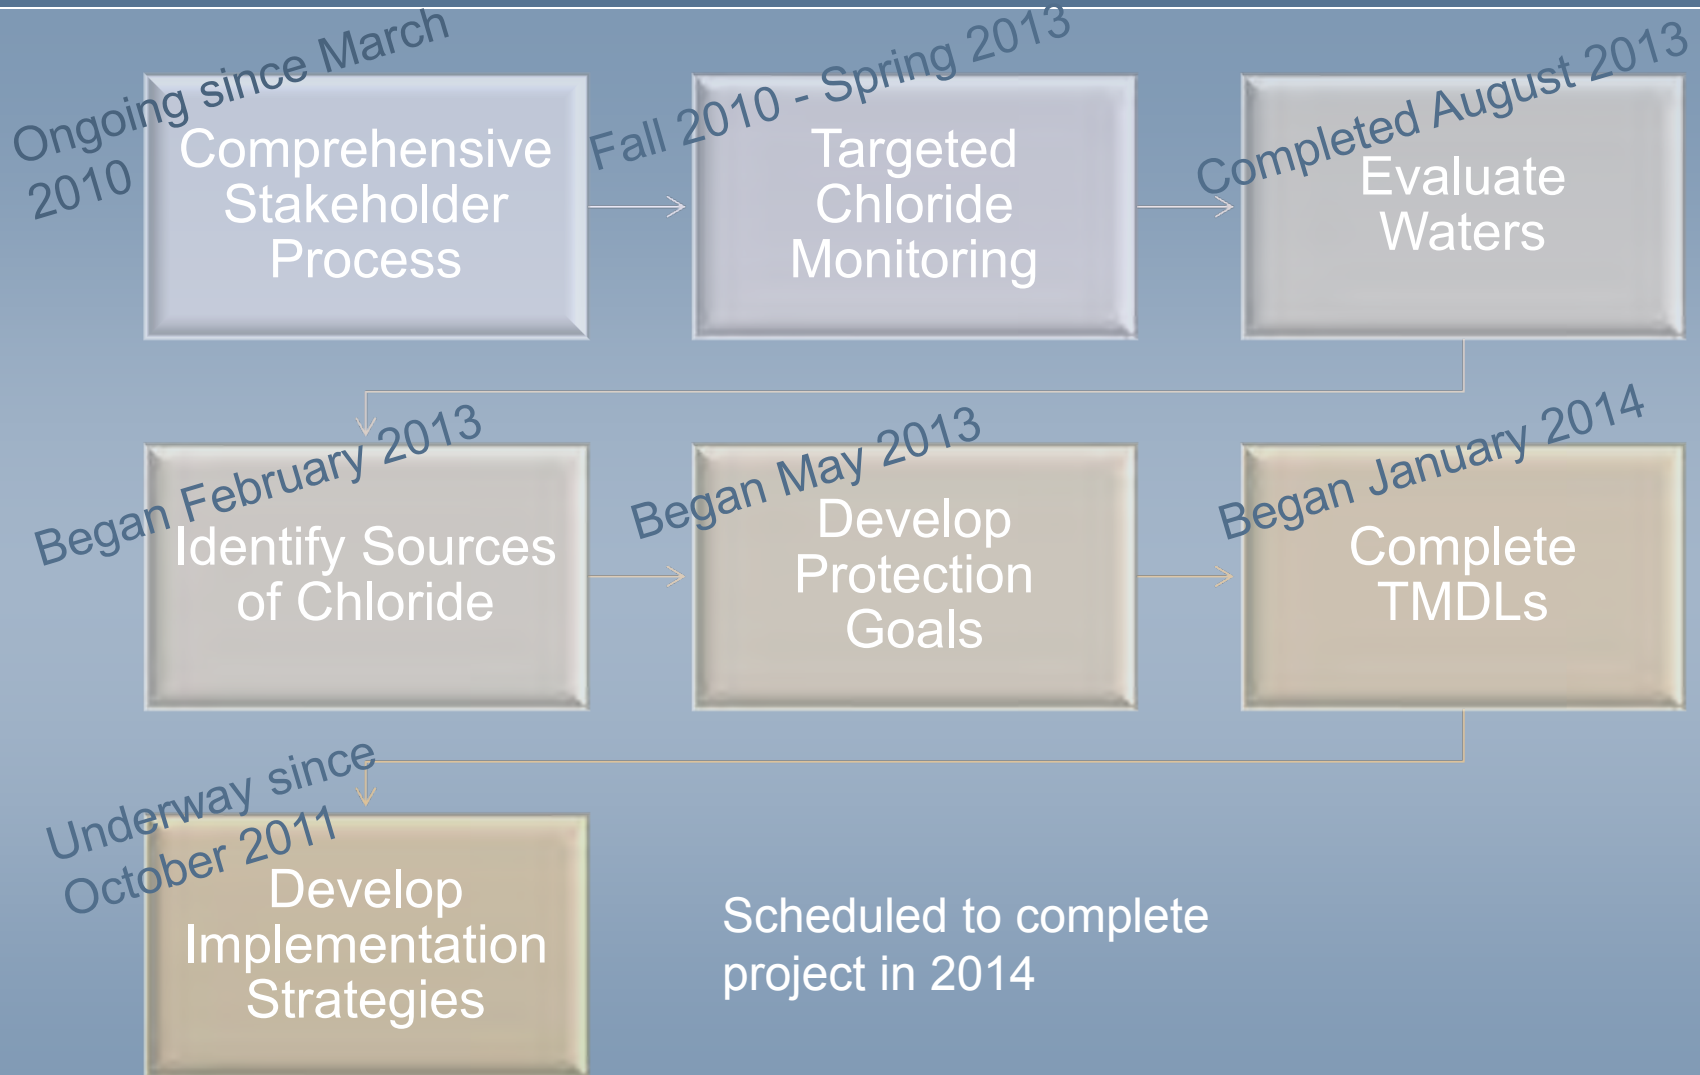 Ongoing since March
2010
Comprehensive
Stakeholder
Process
Fall 2010 - Spring 2013
Targeted
Chloride
Monitoring
Completed August 2013
Evaluate
Waters
Began February 2013
Identify Sources
of Chloride
Began May 2013
Develop
Protection
Goals
Began January 2014
Complete
TMDLs
Underway since
October 2011
Develop
Implementation
Strategies
Scheduled to complete
project in 2014